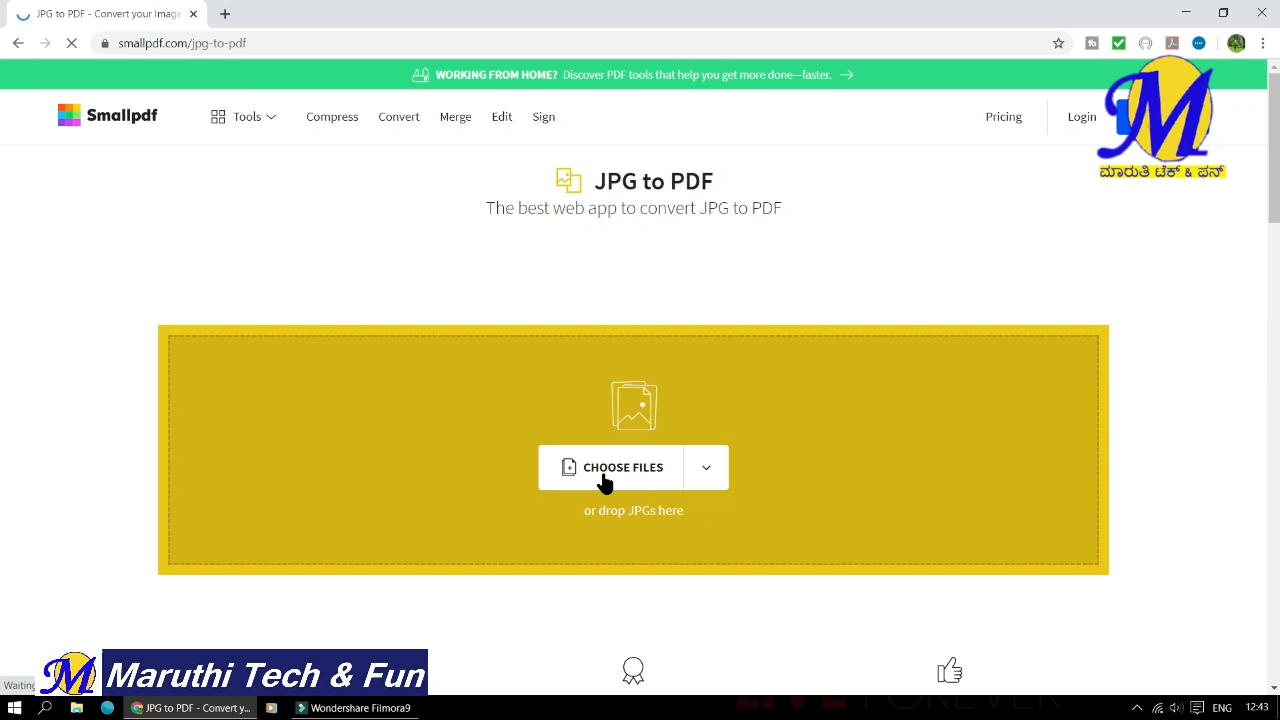 JPG to PDF - Convert your Image
smallpdf.com/jpg-to-pdf
WORKING FROM HOME? Discover PDF tools that help you get more done—faster.
Smallpdf
Tools
Compress
Convert
Merge
Edit
Sign
Pricing
Login
M
ಮಾರುತಿ ಟೆಕ್ & ಫನ್
JPG to PDF
The best web app to convert JPG to PDF
CHOOSE FILES
or drop JPGs here
Waiting
M Maruthi Tech & Fun
JPG to PDF - Convert y...
Wondershare Filmora9
LIVE FOREVER
ENG
12:43